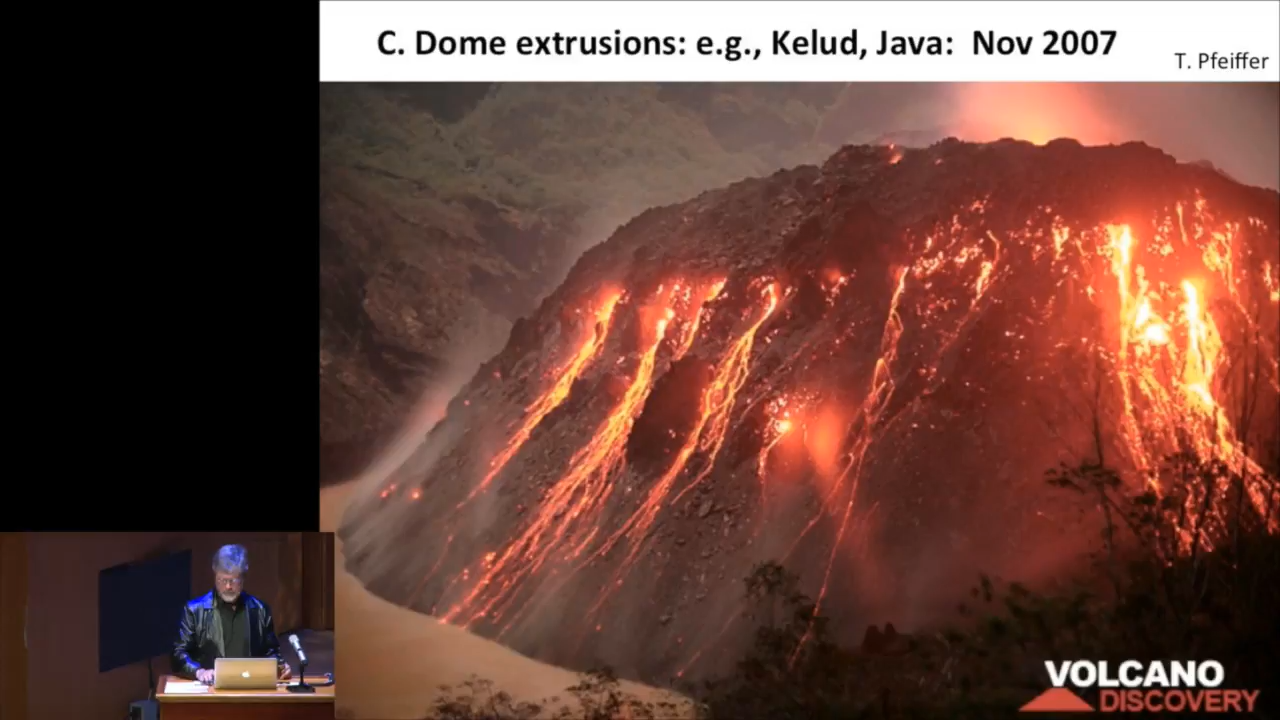 C. Dome extrusions: e.g., Kelud, Java:  Nov 2007
T. Pfeiffer
VOLCANO
DISCOVERY